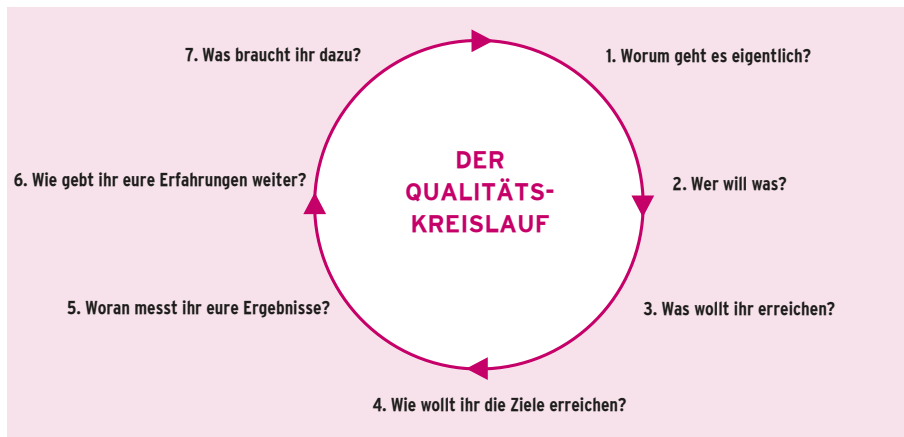 7. Was braucht ihr dazu?
1. Worum geht es eigentlich?
DER
QUALITÄTS-
KREISLAUF
6. Wie gebt ihr eure Erfahrungen weiter?
2. Wer will was?
5. Woran messt ihr eure Ergebnisse?
3. Was wollt ihr erreichen?
4. Wie wollt ihr die Ziele erreichen?